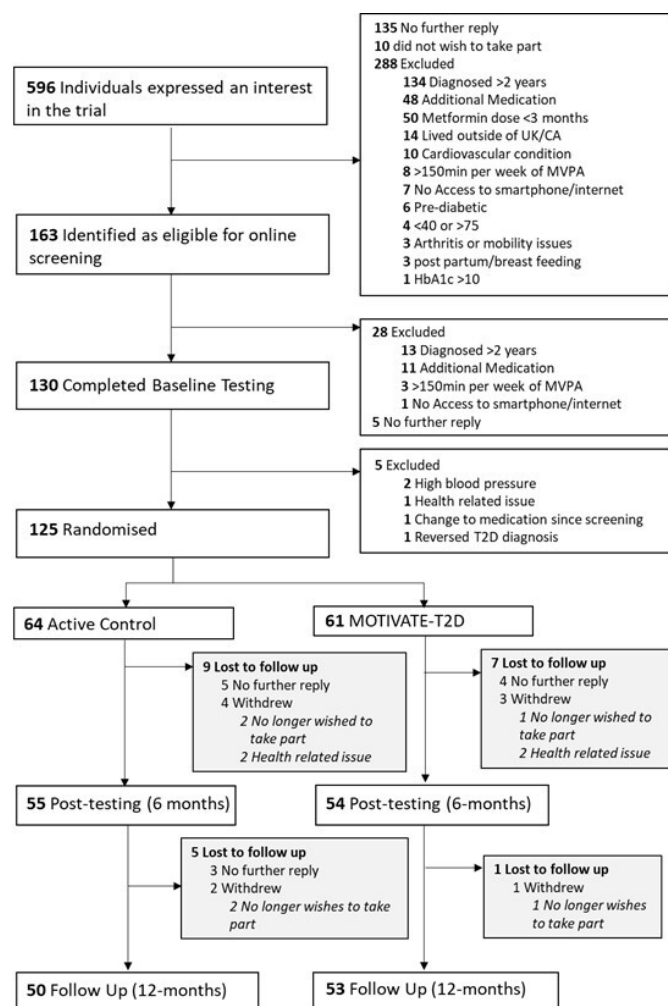 135 No further reply
10 did not wish to take part
288 Excluded
134 Diagnosed >2 years
48 Additional Medication
50 Metformin dose <3 months
14 Lived outside of UK/CA
10 Cardiovascular condition
8 >150min per week of MVPA
7 No Access to smartphone/internet
6 Pre-diabetic
4 <40 or >75
3 Arthritis or mobility issues
3 post partum/breast feeding
1 HbA1c >10
596 Individuals expressed an interest
in the trial
163 Identified as eligible for online
screening
28 Excluded
13 Diagnosed >2 years
11 Additional Medication
3 >150min per week of MVPA
1 No Access to smartphone/internet
5 No further reply
130 Completed Baseline Testing
5 Excluded
2 High blood pressure
1 Health related issue
1 Change to medication since screening
1 Reversed T2D diagnosis
125 Randomised
64 Active Control
61 MOTIVATE-T2D
9 Lost to follow up
5 No further reply
4 Withdrew
2 No longer wished to
take part
2 Health related issue
7 Lost to follow up
4 No further reply
3 Withdrew
1 No longer wished to
take part
2 Health related issue
55 Post-testing (6 months)
54 Post-testing (6-months)
5 Lost to follow up
3 No further reply
2 Withdrew
2 No longer wishes to take
part
1 Lost to follow up
1 Withdrew
1 No longer wishes
to take part
50 Follow Up (12-months)
53 Follow Up (12-months)